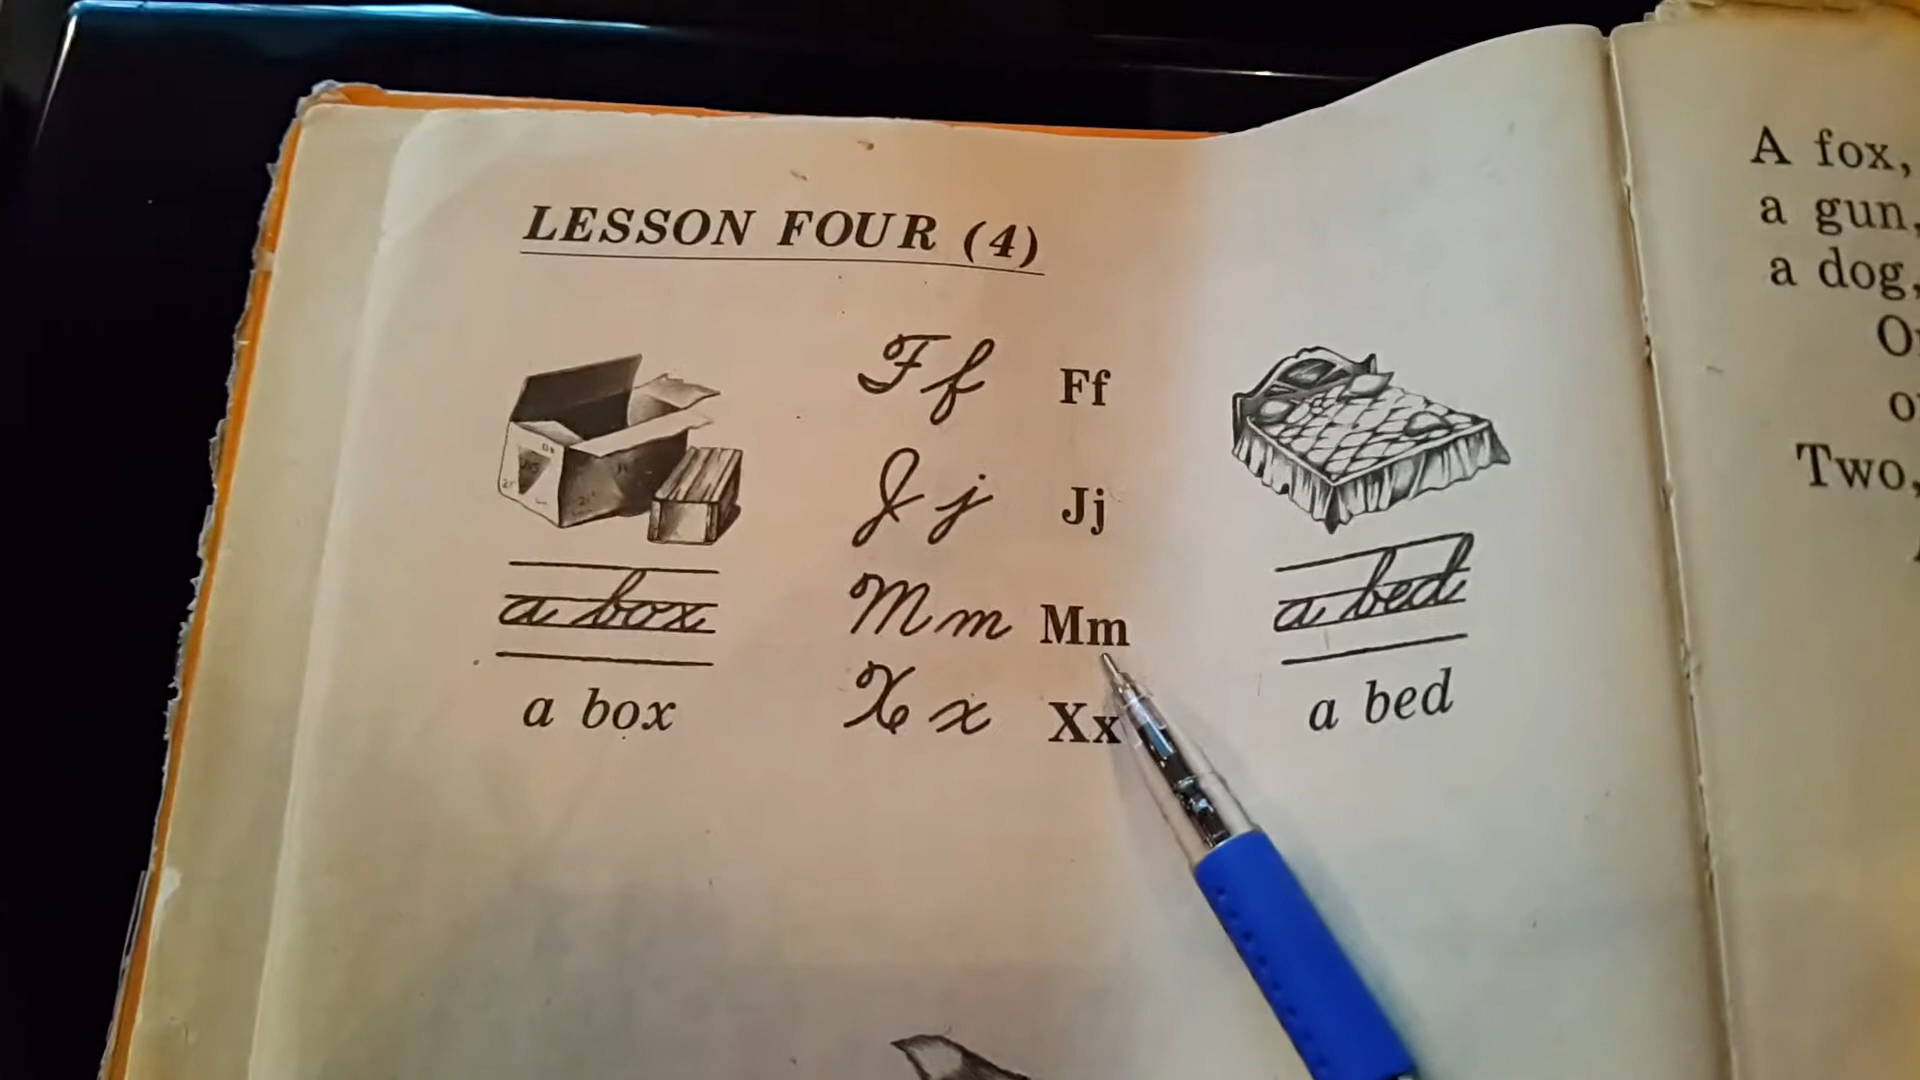 LESSON FOUR (4)
Ff Ff
Jj Jj
a box
Mm Mm
a bed
Xx Xx
a box
a bed
A fox,
a gun,
a dog,
Two,